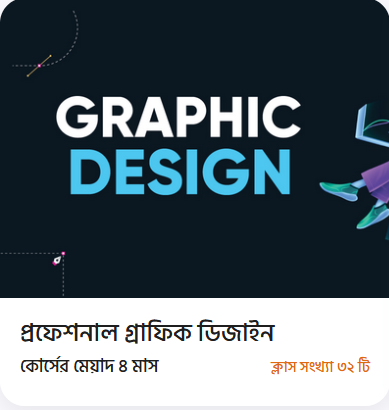 GRAPHIC
DESIGN
প্রফেশনাল গ্রাফিক ডিজাইন
কোর্সের মেয়াদ ৪ মাস
ক্লাস সংখ্যা ৩২ টি